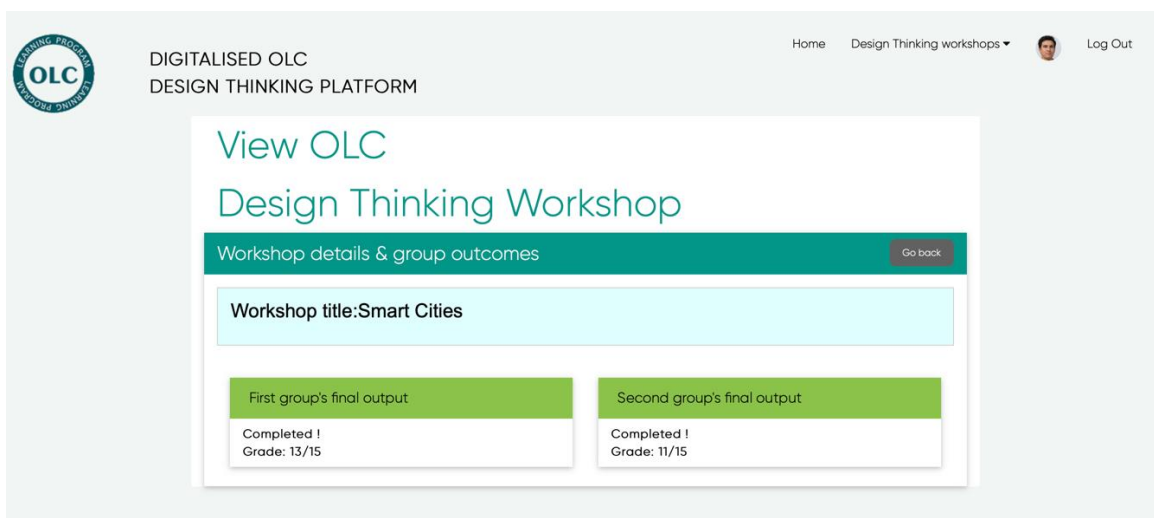 LEARNING PROGRAM
OLC
LEARNING PROGRAM
DIGITALISED OLC
DESIGN THINKING PLATFORM
Home Design Thinking workshops Log Out
View OLC
Design Thinking Workshop
Workshop details & group outcomes Go back
Workshop title:Smart Cities
First group's final output
Completed !
Grade: 13/15
Second group's final output
Completed !
Grade: 11/15